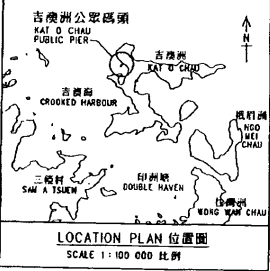 吉澳洲公眾碼頭
KAT O CHAU
PUBLIC PIER
N
吉澳洲
KAT O CHAU
吉澳海
CROOKED HARBOUR
娥眉洲
NGO
MEI
CHAU
三椏村
SAM A TSUEN
印洲塘
DOUBLE HAVEN
往灣洲
WONG WAN CHAU
LOCATION PLAN 位置圖
SCALE 1:100 000 比例